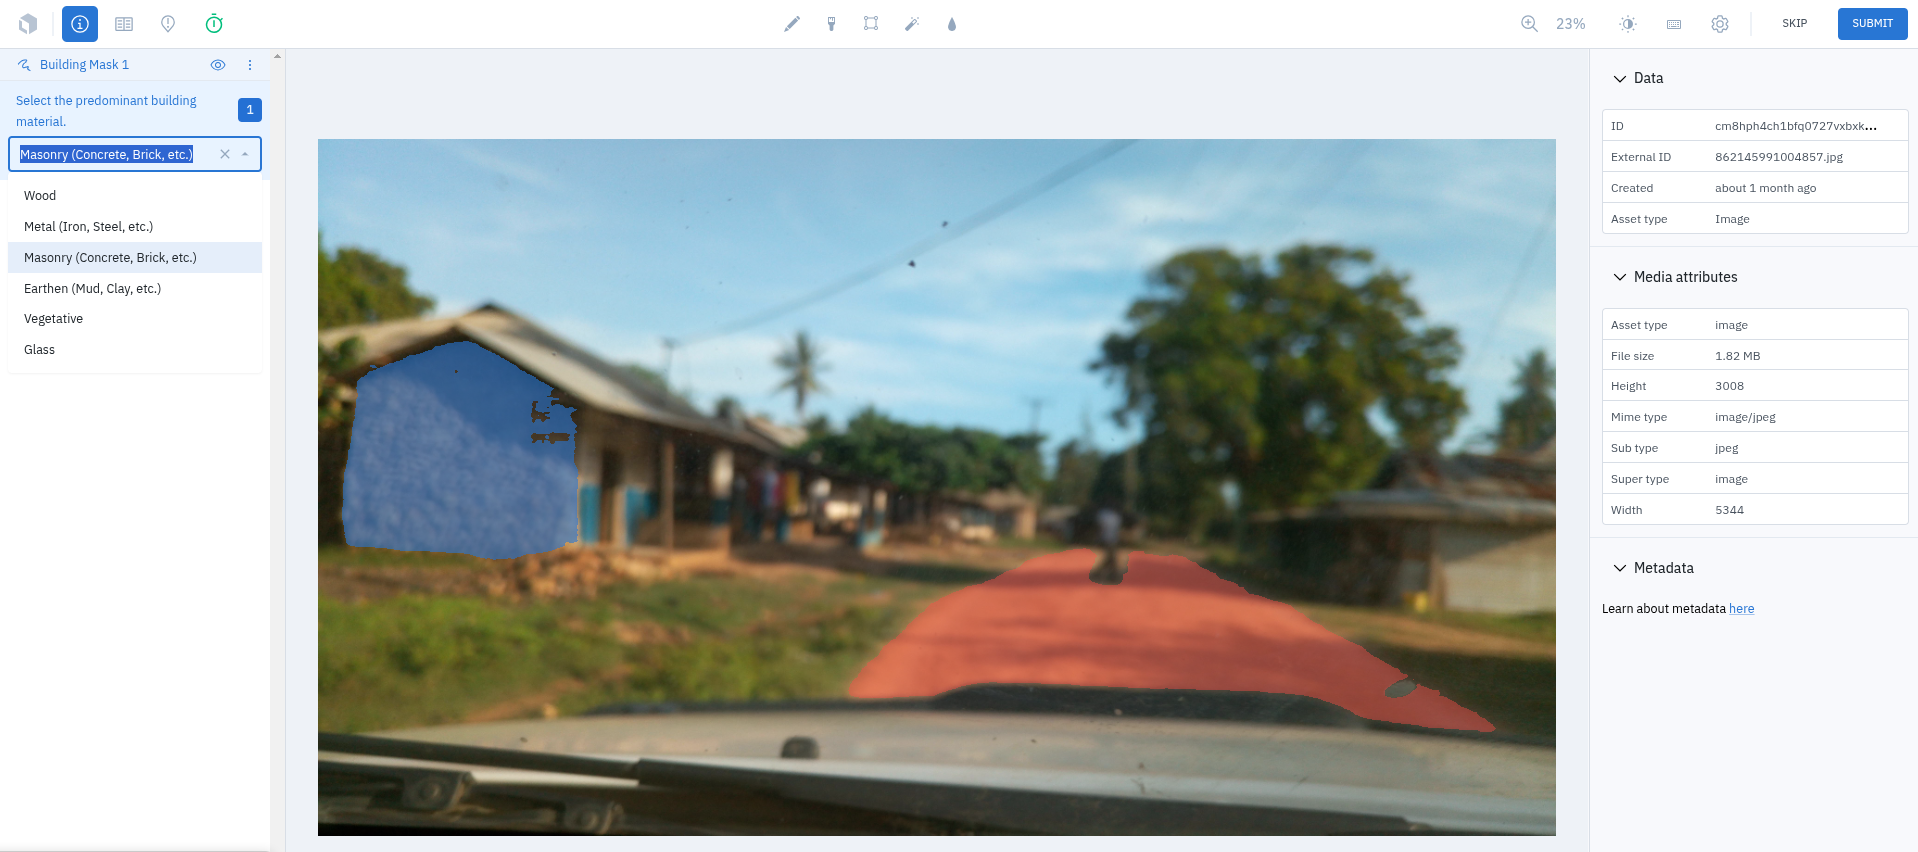 23%
SKIP
SUBMIT
Building Mask 1
Select the predominant building
material.
1
Masonry (Concrete, Brick, etc.)
Wood
Metal (Iron, Steel, etc.)
Masonry (Concrete, Brick, etc.)
Earthen (Mud, Clay, etc.)
Vegetative
Glass
Data
ID cm8hph4ch1bfq0727vxbxk...
External ID 862145991004857.jpg
Created about 1 month ago
Asset type Image
Media attributes
Asset type image
File size 1.82 MB
Height 3008
Mime type image/jpeg
Sub type jpeg
Super type image
Width 5344
Metadata
Learn about metadata here